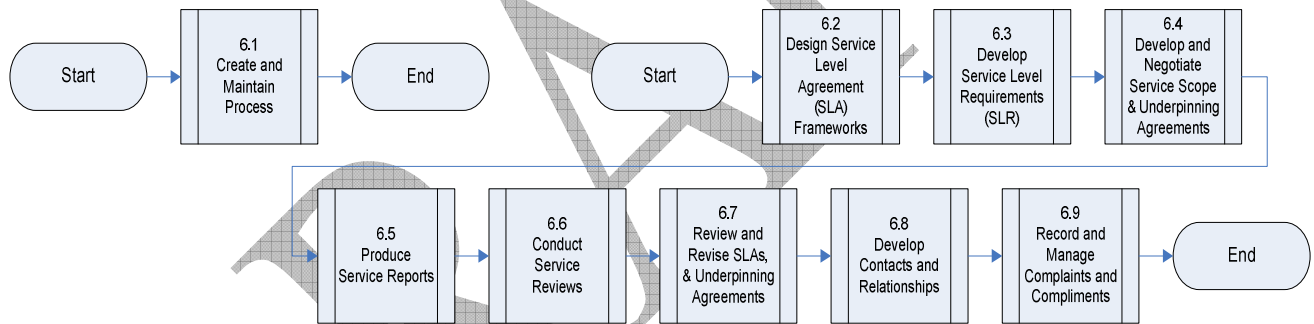 Start
6.1
Create and
Maintain
Process
End
Start
6.2
Design Service
Level
Agreement
(SLA)
Frameworks
6.3
Develop
Service Level
Requirements
(SLR)
6.4
Develop and
Negotiate
Service Scope
& Underpinning
Agreements
6.5
Produce
Service Reports
6.6
Conduct
Service
Reviews
6.7
Review and
Revise SLAs,
& Underpinning
Agreements
6.8
Develop
Contacts and
Relationships
6.9
Record and
Manage
Complaints and
Compliments
End